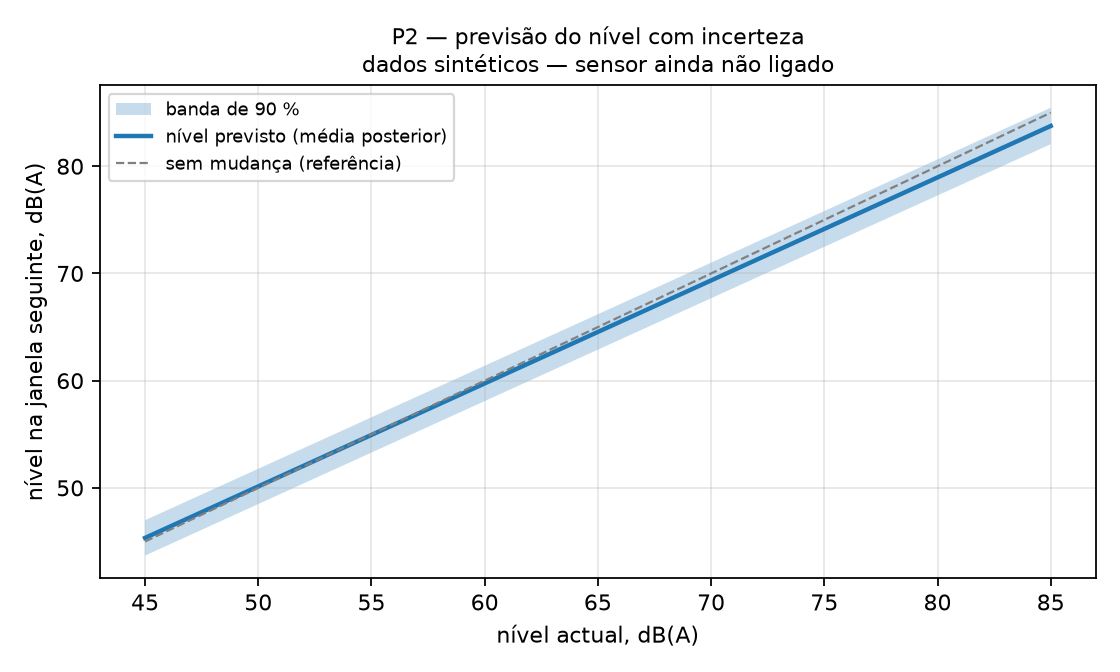 P2 — previsão do nível com incerteza
dados sintéticos — sensor ainda não ligado
banda de 90 %
nível previsto (média posterior)
sem mudança (referência)
nível na janela seguinte, dB(A)
80
70
60
50
45 50 55 60 65 70 75 80 85
nível actual, dB(A)